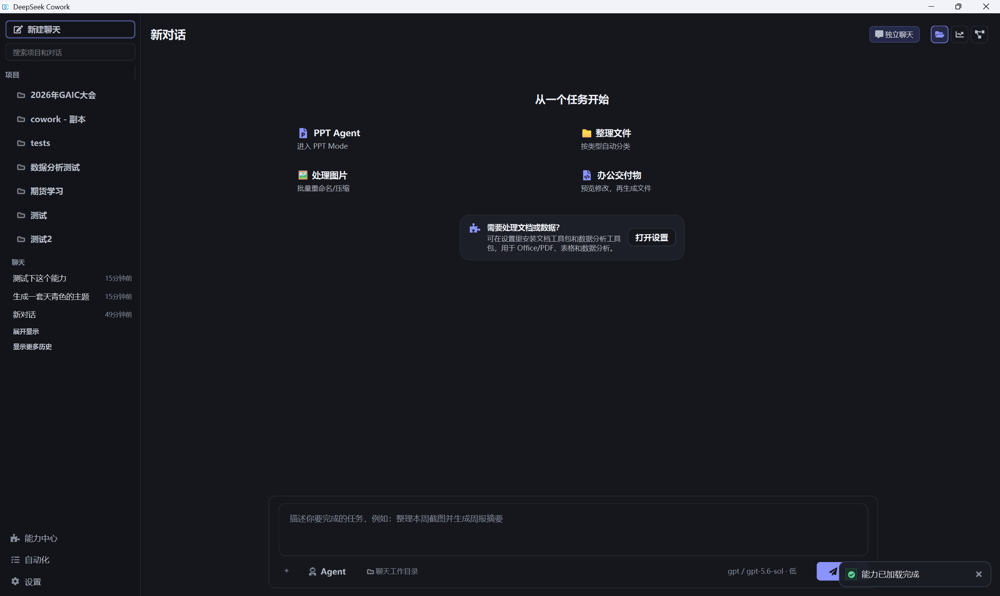 DeepSeek Cowork
新建聊天
搜索项目和对话
项目
2026年GAIC大会
cowork - 副本
tests
数据分析测试
期货学习
测试
测试2
聊天
测试下这个能力 15分钟前
生成一套天青色的主题 15分钟前
新对话 49分钟前
展开显示
显示更多历史
能力中心
自动化
设置
新对话
独立聊天
从一个任务开始
PPT Agent
进入 PPT Mode
整理文件
按类型自动分类
处理图片
批量重命名/压缩
办公交付物
预览修改，再生成文件
需要处理文档或数据?
可在设置里安装文档工具包和数据分析工具
包，用于 Office/PDF、表格和数据分析。
打开设置
描述你要完成的任务，例如：整理本周截图并生成周报摘要
Agent
聊天工作目录
gpt / gpt-5.6-sol · 低
能力已加载完成